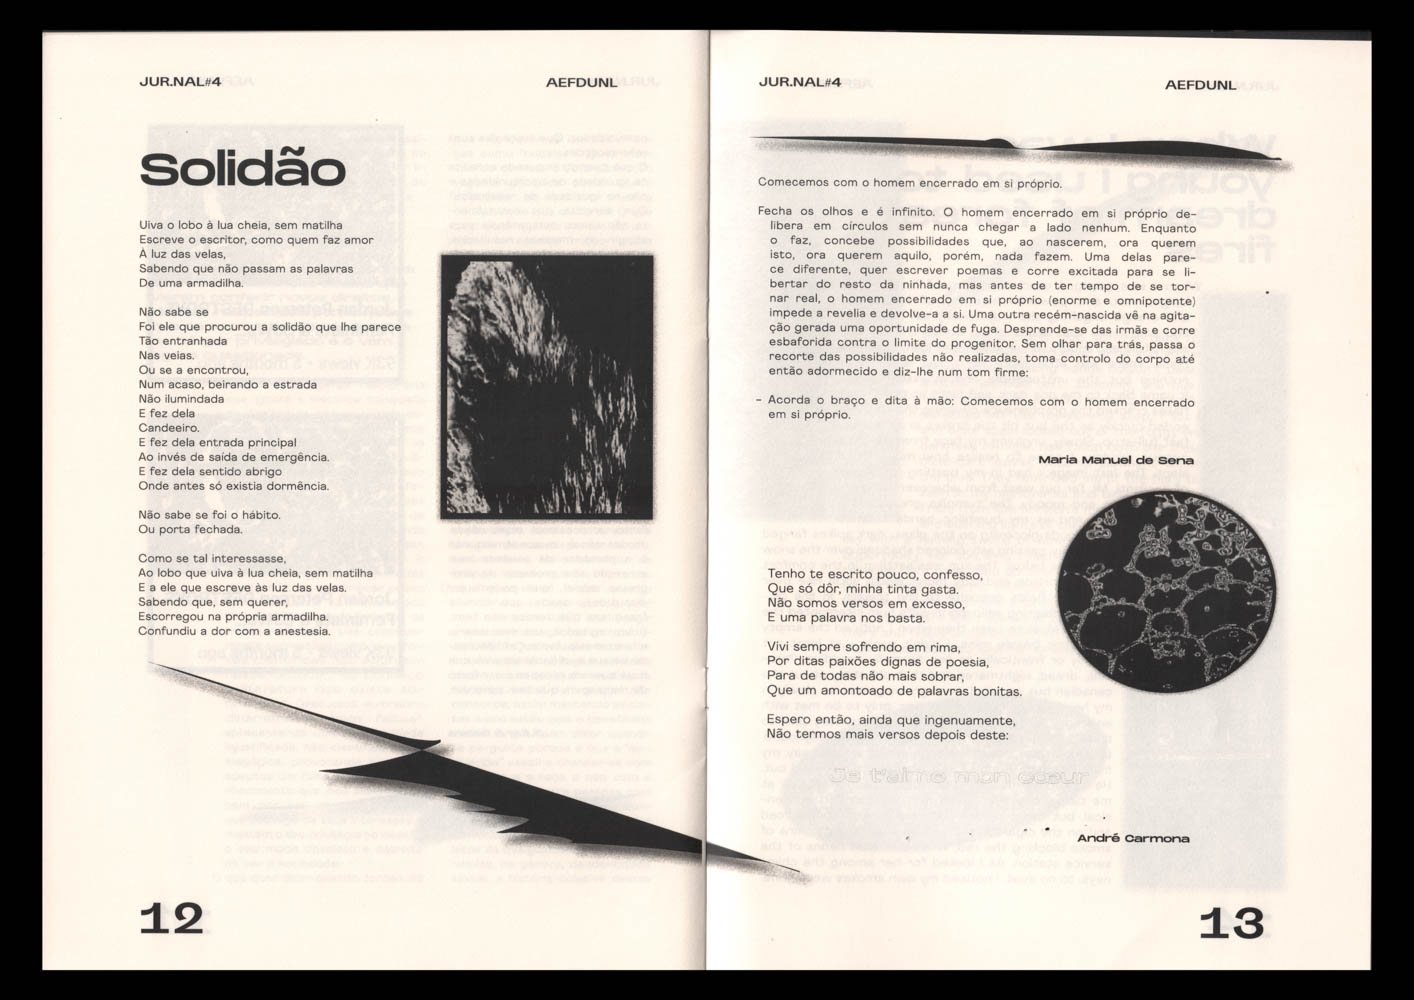 JUR.NAL#4
AEFDUNL
Solidão
Uiva o lobo à lua cheia, sem matilha
Escreve o escritor, como quem faz amor
À luz das velas,
Sabendo que não passam as palavras
De uma armadilha.
Não sabe se
Foi ele que procurou a solidão que lhe parece
Tão entranhada
Nas veias.
Ou se a encontrou,
Num acaso, beirando a estrada
Não ilumindada
E fez dela
Candeeiro.
E fez dela entrada principal
Ao invés de saída de emergência.
E fez dela sentido abrigo
Onde antes só existia dormência.
Não sabe se foi o hábito.
Ou porta fechada.
Como se tal interessasse,
Ao lobo que uiva à lua cheia, sem matilha
E a ele que escreve às luz das velas.
Sabendo que, sem querer,
Escorregou na própria armadilha.
Confundiu a dor com a anestesia.
12
JUR.NAL#4
AEFDUNL
Comecemos com o homem encerrado em si próprio.
Fecha os olhos e é infinito. O homem encerrado em si próprio de-
libera em círculos sem nunca chegar a lado nenhum. Enquanto
o faz, concebe possibilidades que, ao nascerem, ora querem
isto, ora querem aquilo, porém, nada fazem. Uma delas pare-
ce diferente, quer escrever poemas e corre excitada para se li-
bertar do resto da ninhada, mas antes de ter tempo de se tor-
nar real, o homem encerrado em si próprio (enorme e omnipotente)
impede a revelia e devolve-a a si. Uma outra recém-nascida vê na agita-
ção gerada uma oportunidade de fuga. Desprende-se das irmãs e corre
esbaforida contra o limite do progenitor. Sem olhar para trás, passa o
recorte das possibilidades não realizadas, toma controlo do corpo até
então adormecido e diz-lhe num tom firme:
- Acorda o braço e dita à mão: Comecemos com o homem encerrado
em si próprio.
Maria Manuel de Sena
Tenho te escrito pouco, confesso,
Que só dôr, minha tinta gasta.
Não somos versos em excesso,
E uma palavra nos basta.
Vivi sempre sofrendo em rima,
Por ditas paixões dignas de poesia,
Para de todas não mais sobrar,
Que um amontoado de palavras bonitas.
Espero então, ainda que ingenuamente,
Não termos mais versos depois deste:
Je t'aime mon cœur
André Carmona
13